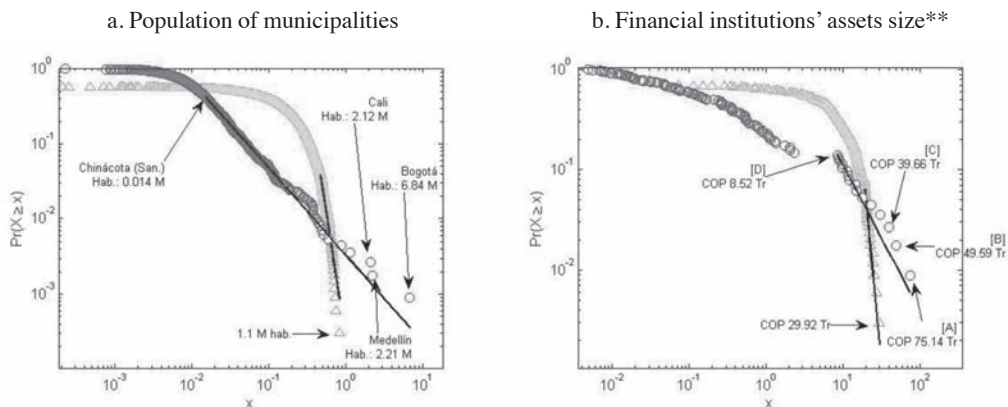 a. Population of municipalities
10⁰
10⁻¹
10⁻²
10⁻³
Pr(X ≥ x)
Cali
Hab.: 2.12 M
Chinácota (San.)
Hab.: 0.014 M
Bogotá
Hab.: 6.84 M
1.1 M hab.
Medellín
Hab.: 2.21 M
10⁻³
10⁻²
10⁻¹
10⁰
10¹
X
b. Financial institutions’ assets size**
10⁰
10⁻¹
10⁻²
Pr(X ≥ x)
[C]
COP 39.66 Tr
[D]
COP 8.52 Tr
[B]
COP 49.59 Tr
COP 29.92 Tr
[A]
COP 75.14 Tr
10⁻²
10⁻¹
10⁰
10¹
10²
X